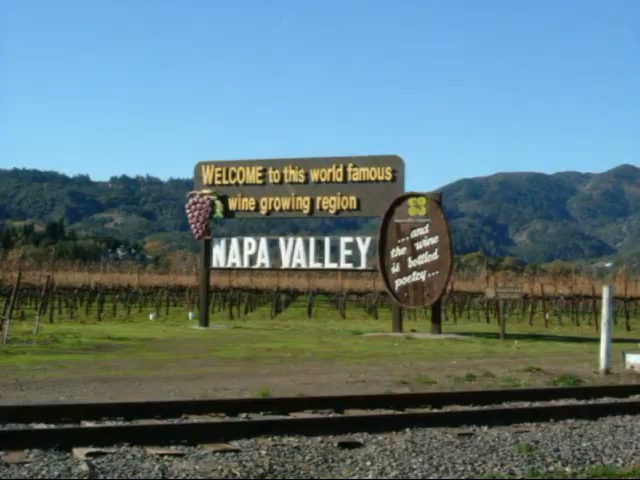 WELCOME to this world famous
wine growing region
NAPA VALLEY
...and
the wine
is bottled
poetry...